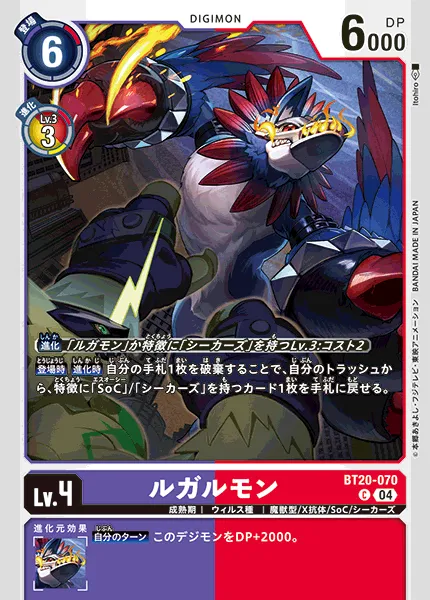 登場
6
DIGIMON
DP
6000
進化
Lv.3
3
Itohiro
©本郷あきよし・フジテレビ・東映アニメーション BANDAI MADE IN JAPAN
進化 「ルガモン」か特徴に「シーカーズ」を持つLv.3:コスト2
登場時 進化時 自分の手札1枚を破棄することで、自分のトラッシュか
ら、特徴に「SoC」/「シーカーズ」を持つカード1枚を手札に戻せる。
Lv.4
ルガルモン
BT20-070
C 04
成熟期 | ウィルス種 | 魔獣型/X抗体/SoC/シーカーズ
進化元効果
自分のターン このデジモンをDP+2000。